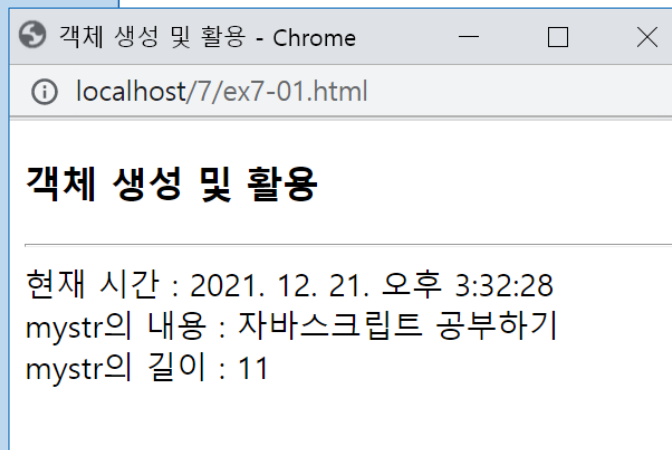 객체 생성 및 활용 - Chrome
localhost/7/ex7-01.html
객체 생성 및 활용
현재 시간 : 2021. 12. 21. 오후 3:32:28
mystr의 내용 : 자바스크립트 공부하기
mystr의 길이 : 11